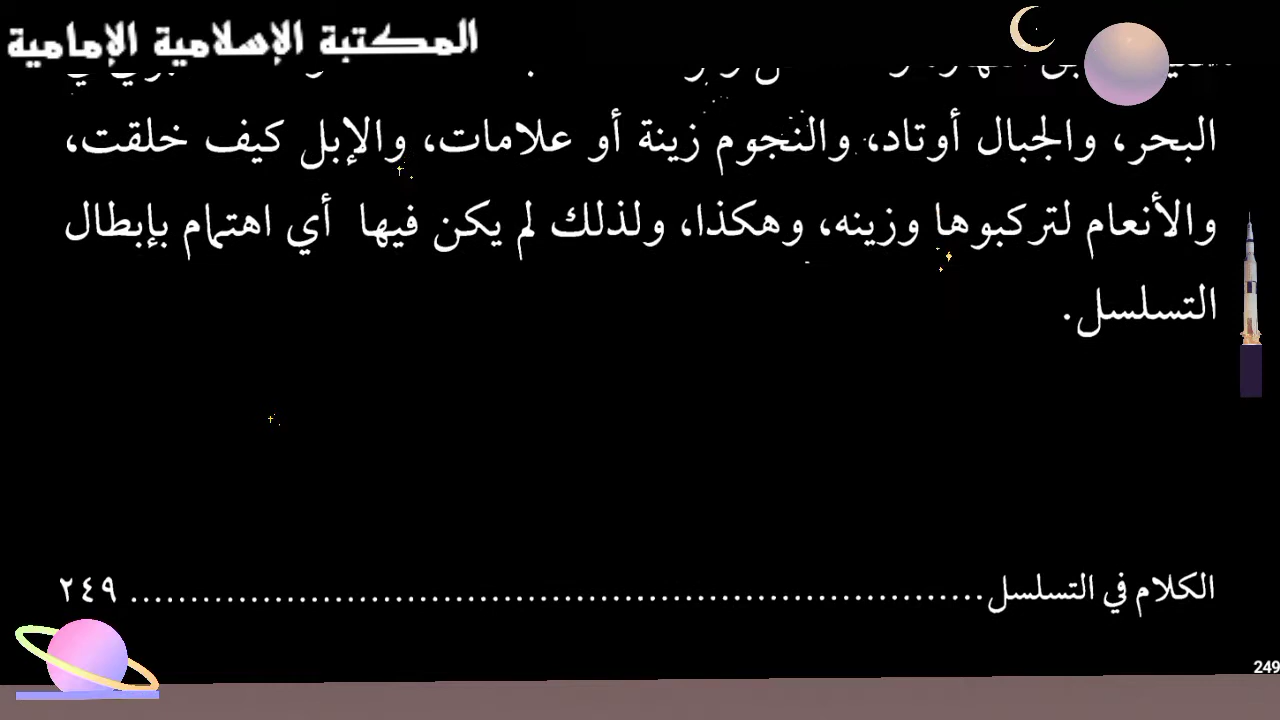 المكتبة الإسلامية الإمامية
البحر، والجبال أوتاد، والنجوم زينة أو علامات، والإبل كيف خلقت،
والأنعام لتركبوها وزينه، وهكذا، ولذلك لم يكن فيها أي اهتمام بإبطال
التسلسل.
الكلام في التسلسل........................................................................ ٢٤٩
249